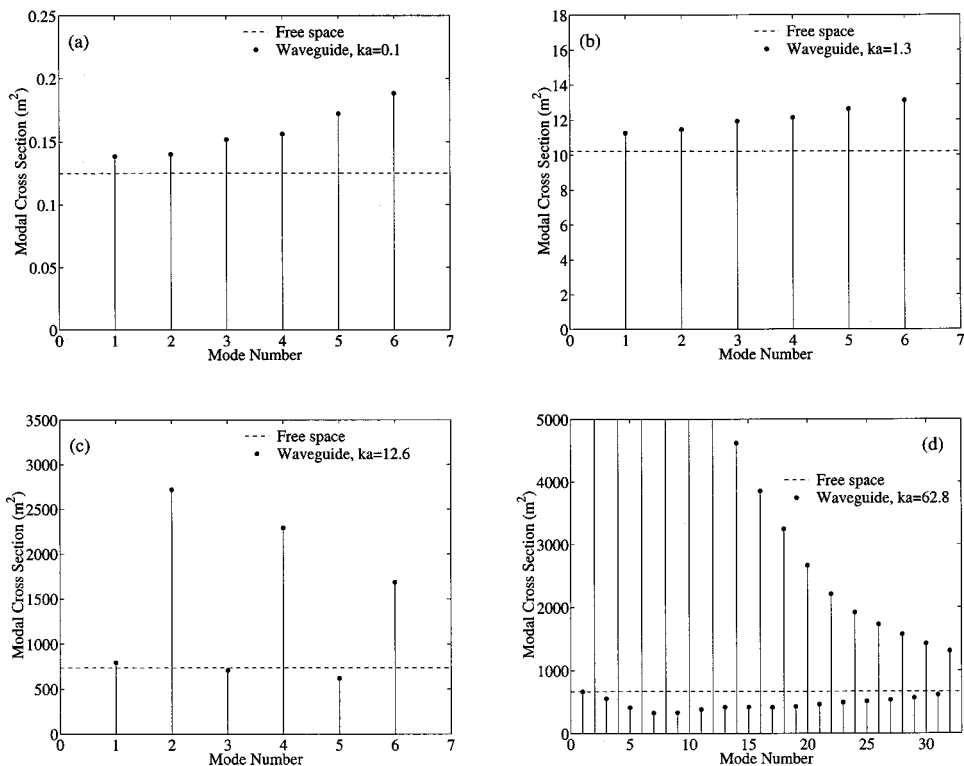 (a)
Free space
Waveguide, ka=0.1
0.25
0.2
0.15
0.1
0.05
0
Modal Cross Section (m²)
0 1 2 3 4 5 6 7
Mode Number
(b)
Free space
Waveguide, ka=1.3
18
16
14
12
10
8
6
4
2
0
Modal Cross Section (m²)
0 1 2 3 4 5 6 7
Mode Number
(c)
Free space
Waveguide, ka=12.6
3500
3000
2500
2000
1500
1000
500
0
Modal Cross Section (m²)
0 1 2 3 4 5 6 7
Mode Number
(d)
Free space
Waveguide, ka=62.8
5000
4000
3000
2000
1000
0
Modal Cross Section (m²)
0 5 10 15 20 25 30
Mode Number